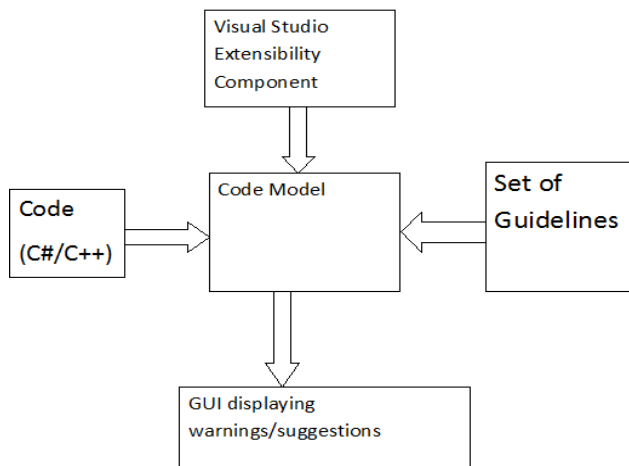 Visual Studio
Extensibility
Component
Code Model
Code
(C#/C++)
Set of
Guidelines
GUI displaying
warnings/suggestions